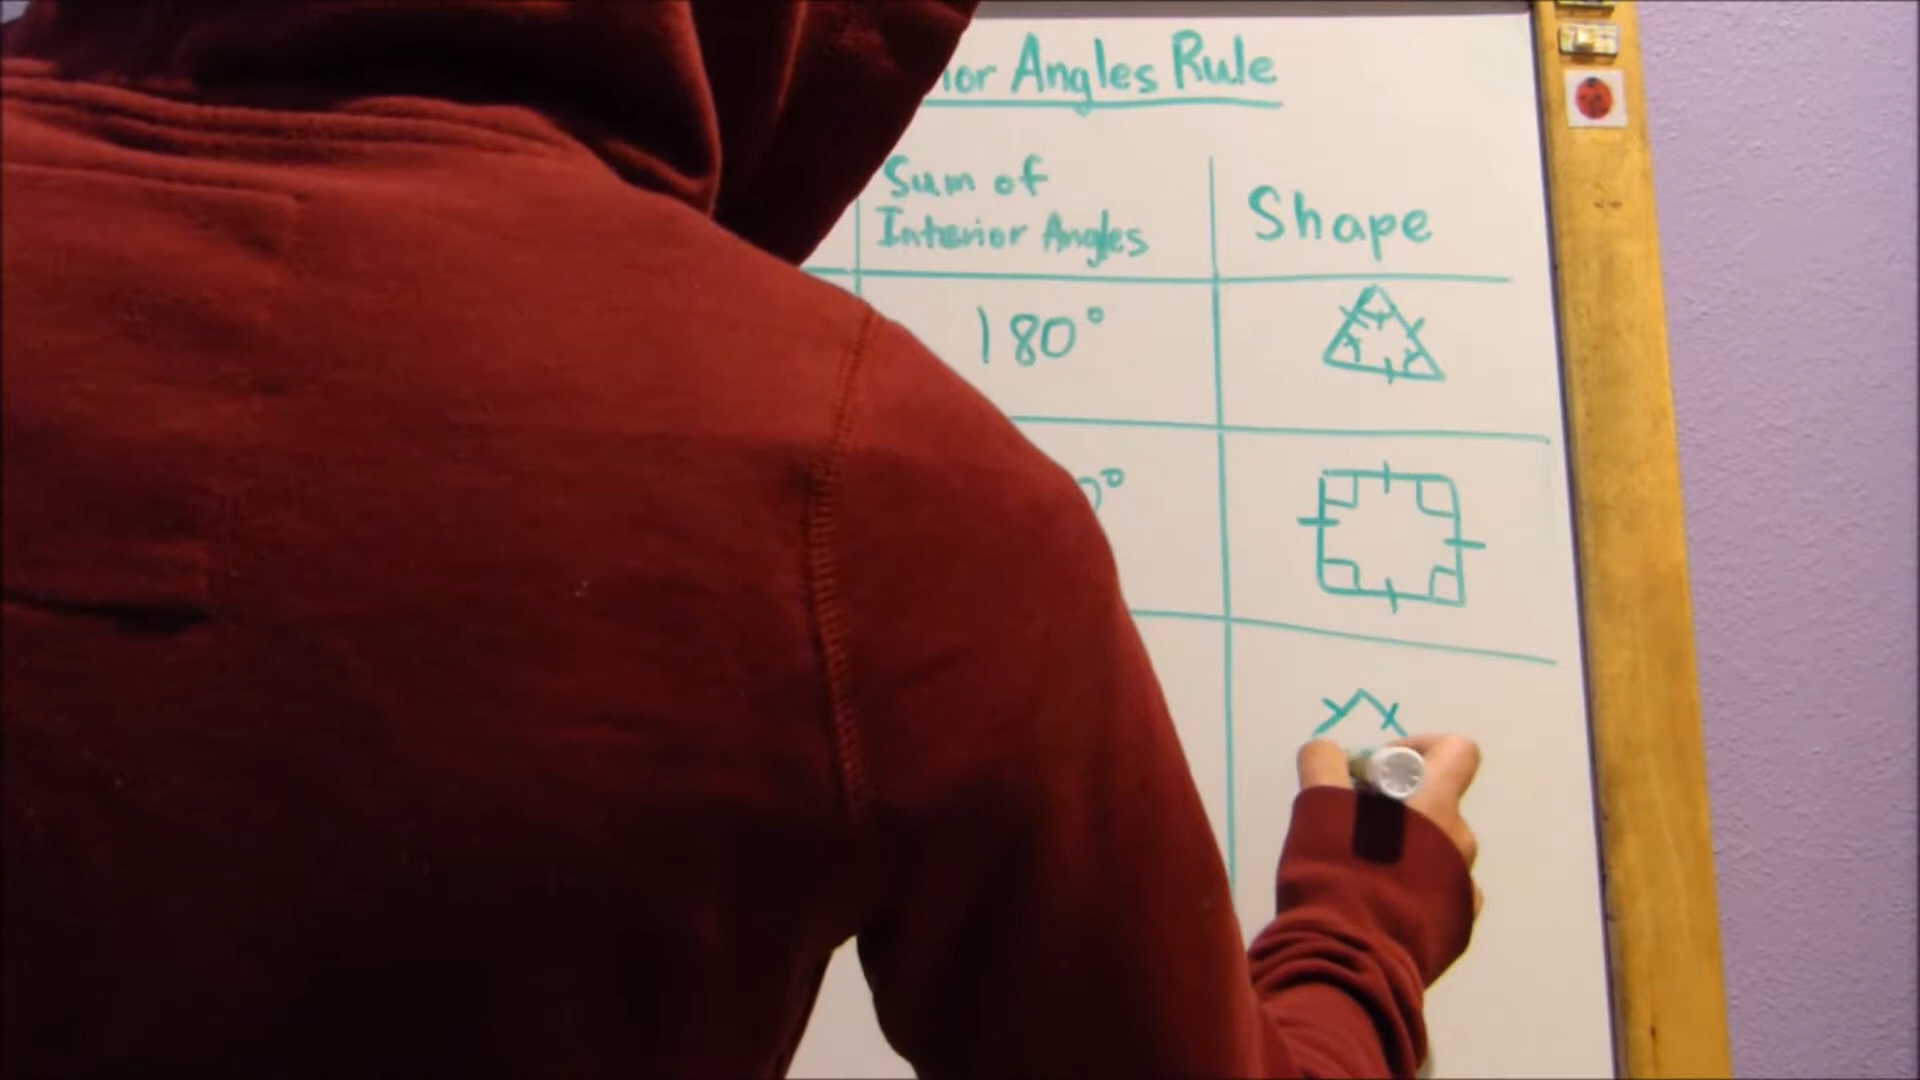 Angles Rule
Sum of
Interior Angles
Shape
180°